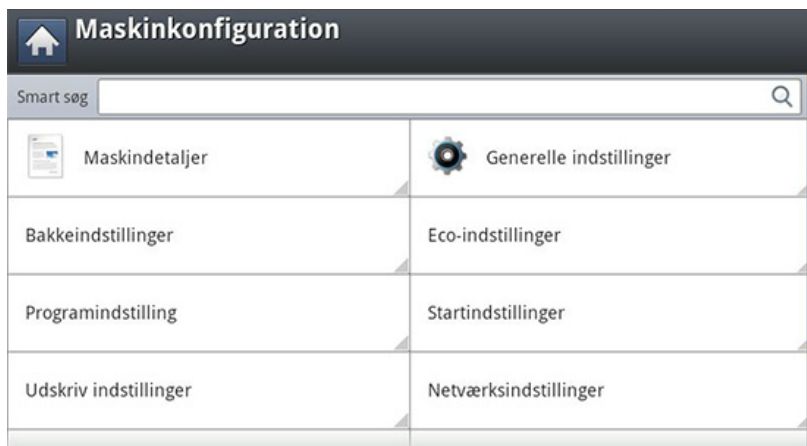 Maskinkonfiguration
Smart søg
Maskindetaljer
Generelle indstillinger
Bakkeindstillinger
Eco-indstillinger
Programindstilling
Startindstillinger
Udskriv indstillinger
Netværksindstillinger